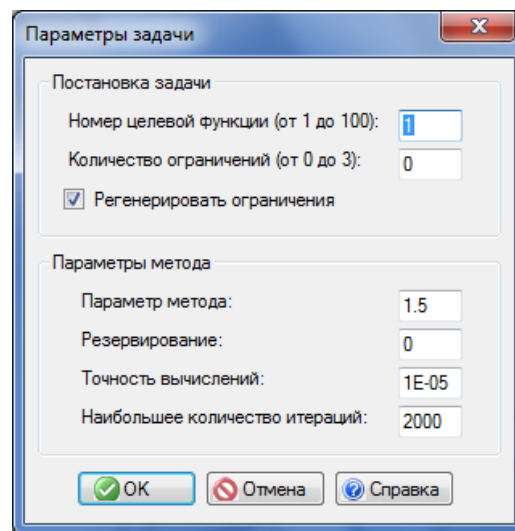 Параметры задачи
Постановка задачи
Номер целевой функции (от 1 до 100): 1
Количество ограничений (от 0 до 3): 0
Регенерировать ограничения
Параметры метода
Параметр метода: 1.5
Резервирование: 0
Точность вычислений: 1E-05
Наибольшее количество итераций: 2000
OK Отмена Справка